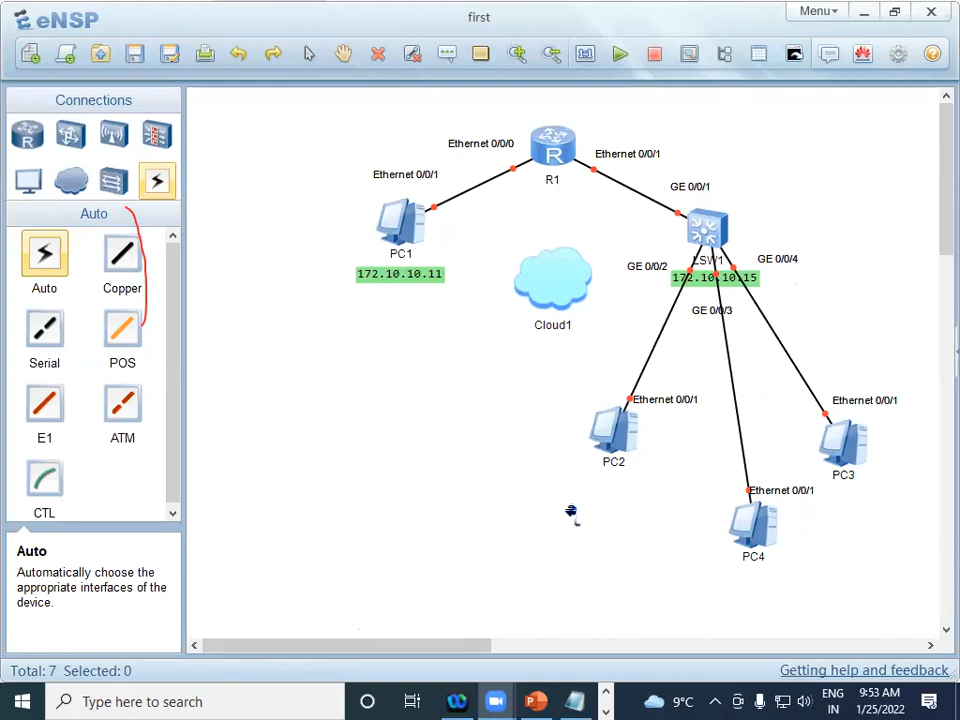 eNSP
first
Menu
Connections
Auto
Auto
Copper
Serial
POS
E1
ATM
CTL
Auto
Automatically choose the
appropriate interfaces of the
device.
Ethernet 0/0/0
R
R1
Ethernet 0/0/1
Ethernet 0/0/1
PC1
172.10.10.11
GE 0/0/1
LSW1
172.10.10.15
GE 0/0/2
GE 0/0/4
GE 0/0/3
Cloud1
Ethernet 0/0/1
PC2
Ethernet 0/0/1
PC3
Ethernet 0/0/1
PC4
Total: 7 Selected: 0
Getting help and feedback
Type here to search
9°C
ENG
IN
9:53 AM
1/25/2022